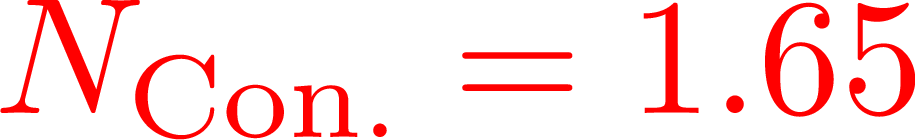 N_Con. = 1.65